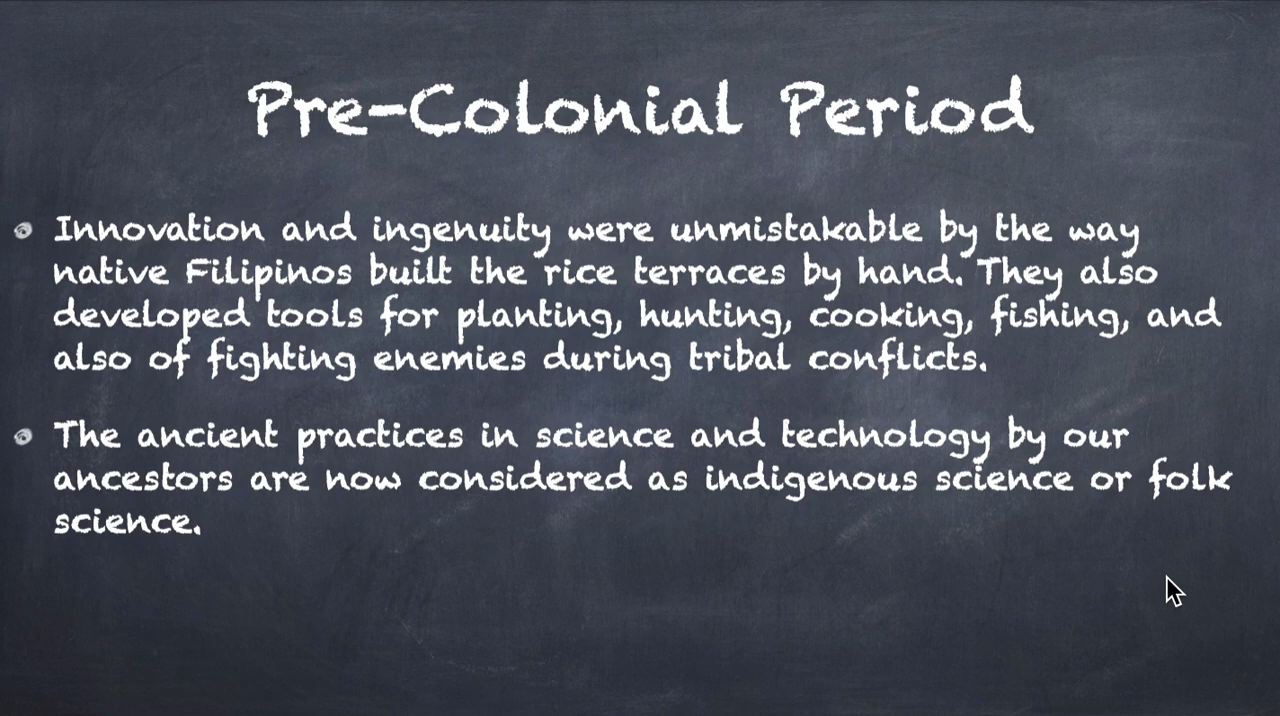 Pre-Colonial Period
Innovation and ingenuity were unmistakable by the way
native Filipinos built the rice terraces by hand. They also
developed tools for planting, hunting, cooking, fishing, and
also of fighting enemies during tribal conflicts.
The ancient practices in science and technology by our
ancestors are now considered as indigenous science or folk
science.